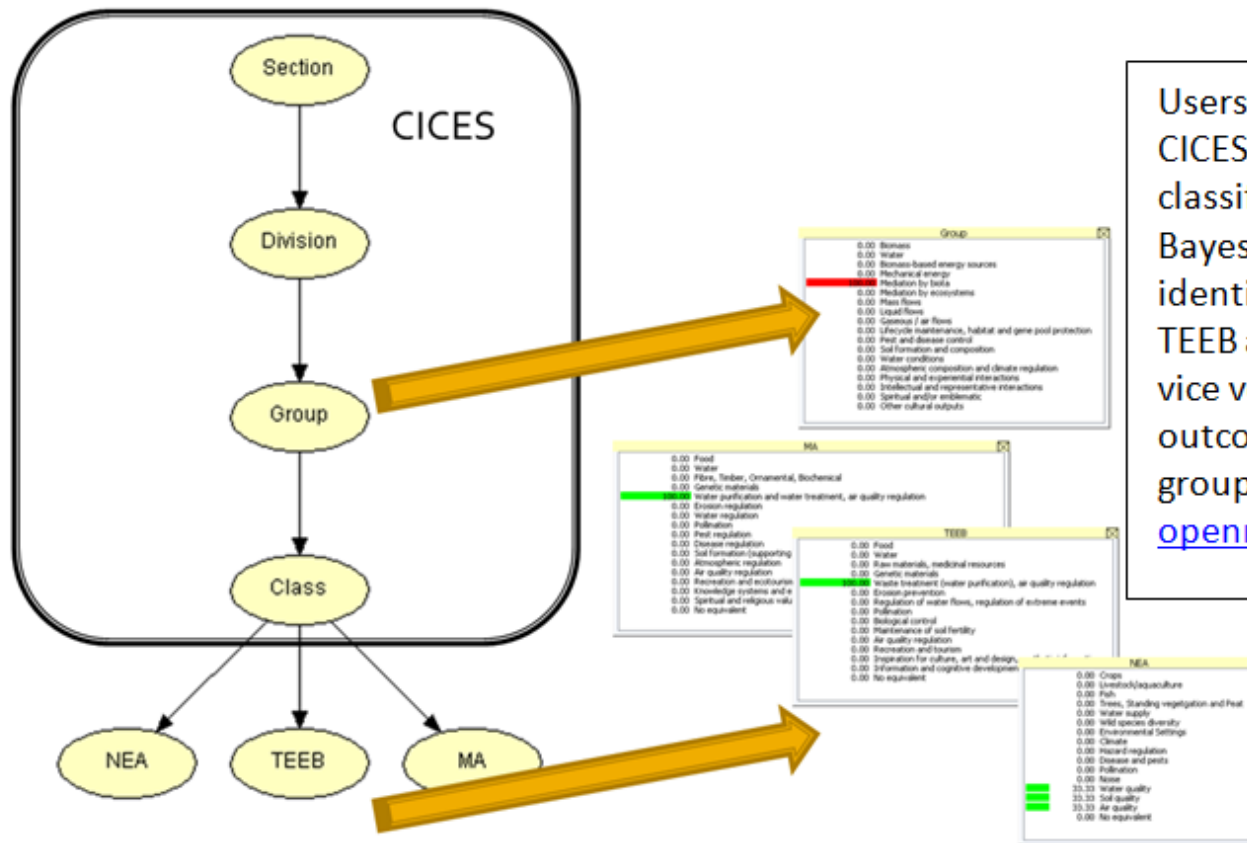 Section
CICES
Division
Group
Class
NEA
TEEB
MA
Group
0.00 Biomass
0.00 Water
0.00 Biomass-based energy sources
0.00 Mechanical energy
100.00 Mediation by biota
0.00 Mediation by ecosystems
0.00 Mass flows
0.00 Liquid flows
0.00 Gaseous / air flows
0.00 Lifecycle maintenance, habitat and gene pool protection
0.00 Pest and disease control
0.00 Soil formation and composition
0.00 Water conditions
0.00 Atmospheric composition and climate regulation
0.00 Physical and experiential interactions
0.00 Intellectual and representative interactions
0.00 Spiritual and/or emblematic
0.00 Other cultural outputs
MA
0.00 Food
0.00 Water
0.00 Fibre, Timber, Ornamental, Biochemical
0.00 Genetic materials
100.00 Water purification and water treatment, air quality regulation
0.00 Erosion regulation
0.00 Water regulation
0.00 Pollination
0.00 Pest regulation
0.00 Disease regulation
0.00 Soil formation (supporting
0.00 Atmospheric regulation
0.00 Air quality regulation
0.00 Recreation and ecotourism
0.00 Knowledge systems and e
0.00 Spiritual and religious valu
0.00 No equivalent
TEEB
0.00 Food
0.00 Water
0.00 Raw materials, medicinal resources
0.00 Genetic materials
100.00 Waste treatment (water purification), air quality regulation
0.00 Erosion prevention
0.00 Regulation of water flows, regulation of extreme events
0.00 Pollination
0.00 Biological control
0.00 Maintenance of soil fertility
0.00 Air quality regulation
0.00 Recreation and tourism
0.00 Inspiration for culture, art and design,
0.00 Information and cognitive developmen
0.00 No equivalent
NEA
0.00 Crops
0.00 Livestock/aquaculture
0.00 Fish
0.00 Trees, Standing vegetgation and Peat
0.00 Water supply
0.00 Wild species diversity
0.00 Environmental Settings
0.00 Climate
0.00 Hazard regulation
0.00 Disease and pests
0.00 Pollination
0.00 Noise
33.33 Water quality
33.33 Soil quality
33.33 Air quality
0.00 No equivalent
Users
CICES
classif
Bayes
identi
TEEB
vice v
outco
group
openn